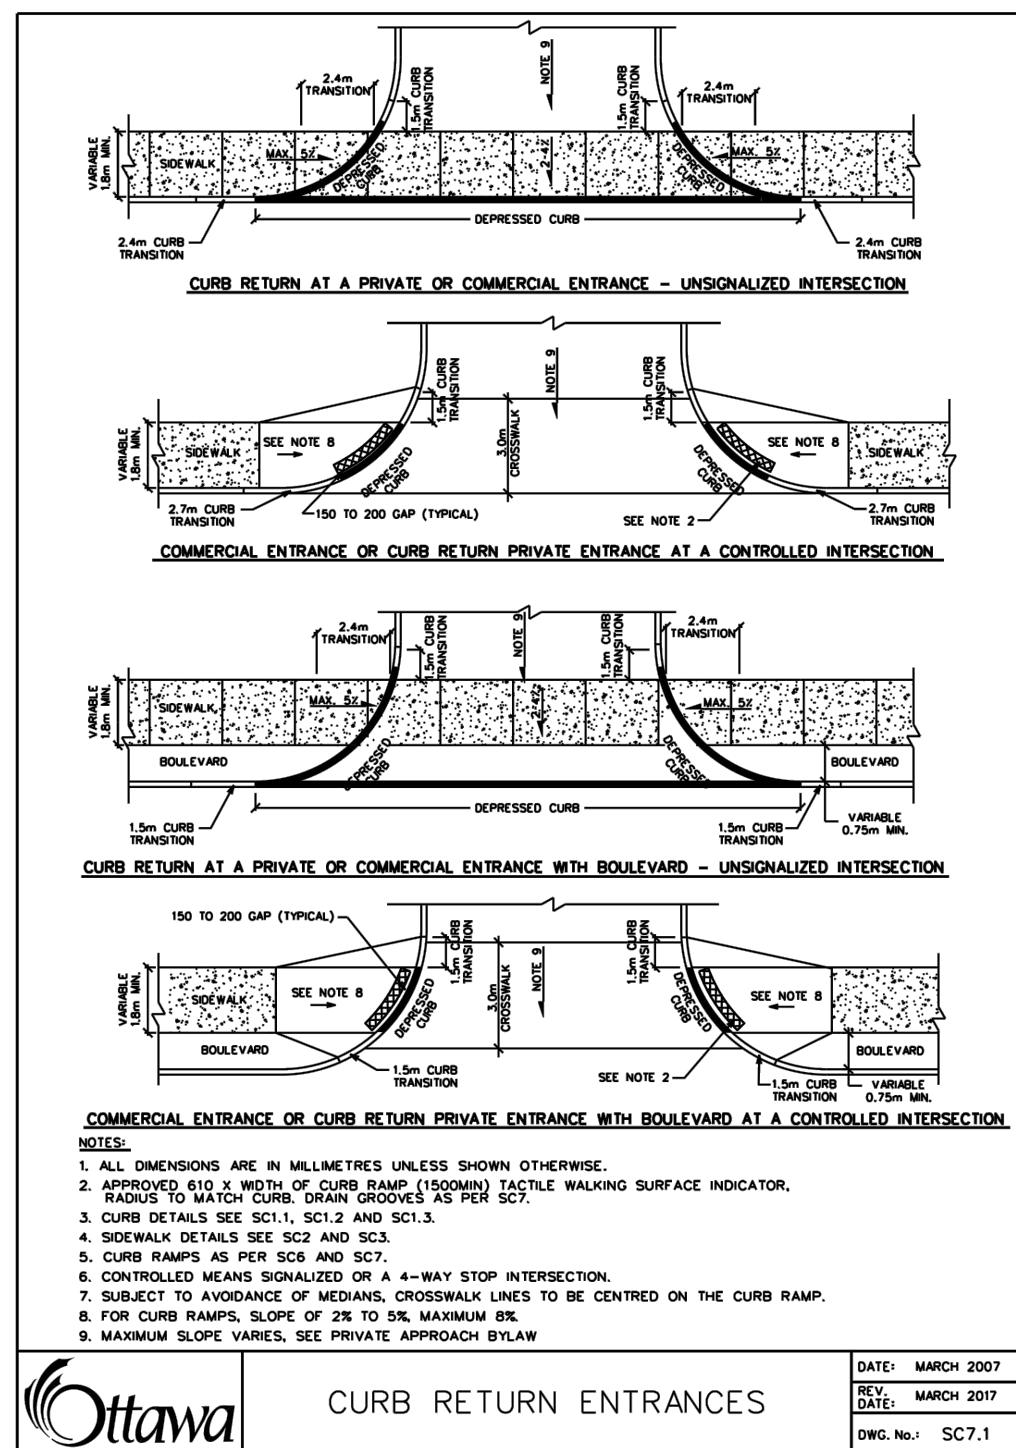 NOTE 9
2.4m
TRANSITION
1.5m CURB
TRANSITION
1.5m CURB
TRANSITION
2.4m
TRANSITION
VARIABLE
1.8m MIN.
SIDEWALK
MAX. 5%
DEPRESSED
CURB
2-4%
DEPRESSED
CURB
MAX. 5%
DEPRESSED CURB
2.4m CURB
TRANSITION
2.4m CURB
TRANSITION
CURB RETURN AT A PRIVATE OR COMMERCIAL ENTRANCE - UNSIGNALIZED INTERSECTION
NOTE 9
1.5m CURB
TRANSITION
1.5m CURB
TRANSITION
VARIABLE
1.8m MIN.
SIDEWALK
SEE NOTE 8
DEPRESSED
CURB
3.0m
CROSSWALK
DEPRESSED
CURB
SEE NOTE 8
SIDEWALK
2.7m CURB
TRANSITION
150 TO 200 GAP (TYPICAL)
SEE NOTE 2
2.7m CURB
TRANSITION
COMMERCIAL ENTRANCE OR CURB RETURN PRIVATE ENTRANCE AT A CONTROLLED INTERSECTION
2.4m
TRANSITION
1.5m CURB
TRANSITION
NOTE 9
1.5m CURB
TRANSITION
2.4m
TRANSITION
VARIABLE
1.8m MIN.
SIDEWALK
MAX. 5%
2-4%
MAX. 5%
BOULEVARD
DEPRESSED
CURB
DEPRESSED
CURB
BOULEVARD
DEPRESSED CURB
1.5m CURB
TRANSITION
1.5m CURB
TRANSITION
VARIABLE
0.75m MIN.
CURB RETURN AT A PRIVATE OR COMMERCIAL ENTRANCE WITH BOULEVARD - UNSIGNALIZED INTERSECTION
150 TO 200 GAP (TYPICAL)
1.5m CURB
TRANSITION
1.5m CURB
TRANSITION
VARIABLE
1.8m MIN.
SIDEWALK
SEE NOTE 8
DEPRESSED
CURB
3.0m
CROSSWALK
NOTE 9
DEPRESSED
CURB
SEE NOTE 8
BOULEVARD
BOULEVARD
1.5m CURB
TRANSITION
SEE NOTE 2
1.5m CURB
TRANSITION
VARIABLE
0.75m MIN.
COMMERCIAL ENTRANCE OR CURB RETURN PRIVATE ENTRANCE WITH BOULEVARD AT A CONTROLLED INTERSECTION
NOTES:
1. ALL DIMENSIONS ARE IN MILLIMETRES UNLESS SHOWN OTHERWISE.
2. APPROVED 610 X WIDTH OF CURB RAMP (1500MIN) TACTILE WALKING SURFACE INDICATOR,
RADIUS TO MATCH CURB. DRAIN GROOVES AS PER SC7.
3. CURB DETAILS SEE SC1.1, SC1.2 AND SC1.3.
4. SIDEWALK DETAILS SEE SC2 AND SC3.
5. CURB RAMPS AS PER SC6 AND SC7.
6. CONTROLLED MEANS SIGNALIZED OR A 4-WAY STOP INTERSECTION.
7. SUBJECT TO AVOIDANCE OF MEDIANS, CROSSWALK LINES TO BE CENTRED ON THE CURB RAMP.
8. FOR CURB RAMPS, SLOPE OF 2% TO 5%, MAXIMUM 8%.
9. MAXIMUM SLOPE VARIES, SEE PRIVATE APPROACH BYLAW
Ottawa
CURB RETURN ENTRANCES
DATE: MARCH 2007
REV. DATE: MARCH 2017
DWG. No.: SC7.1